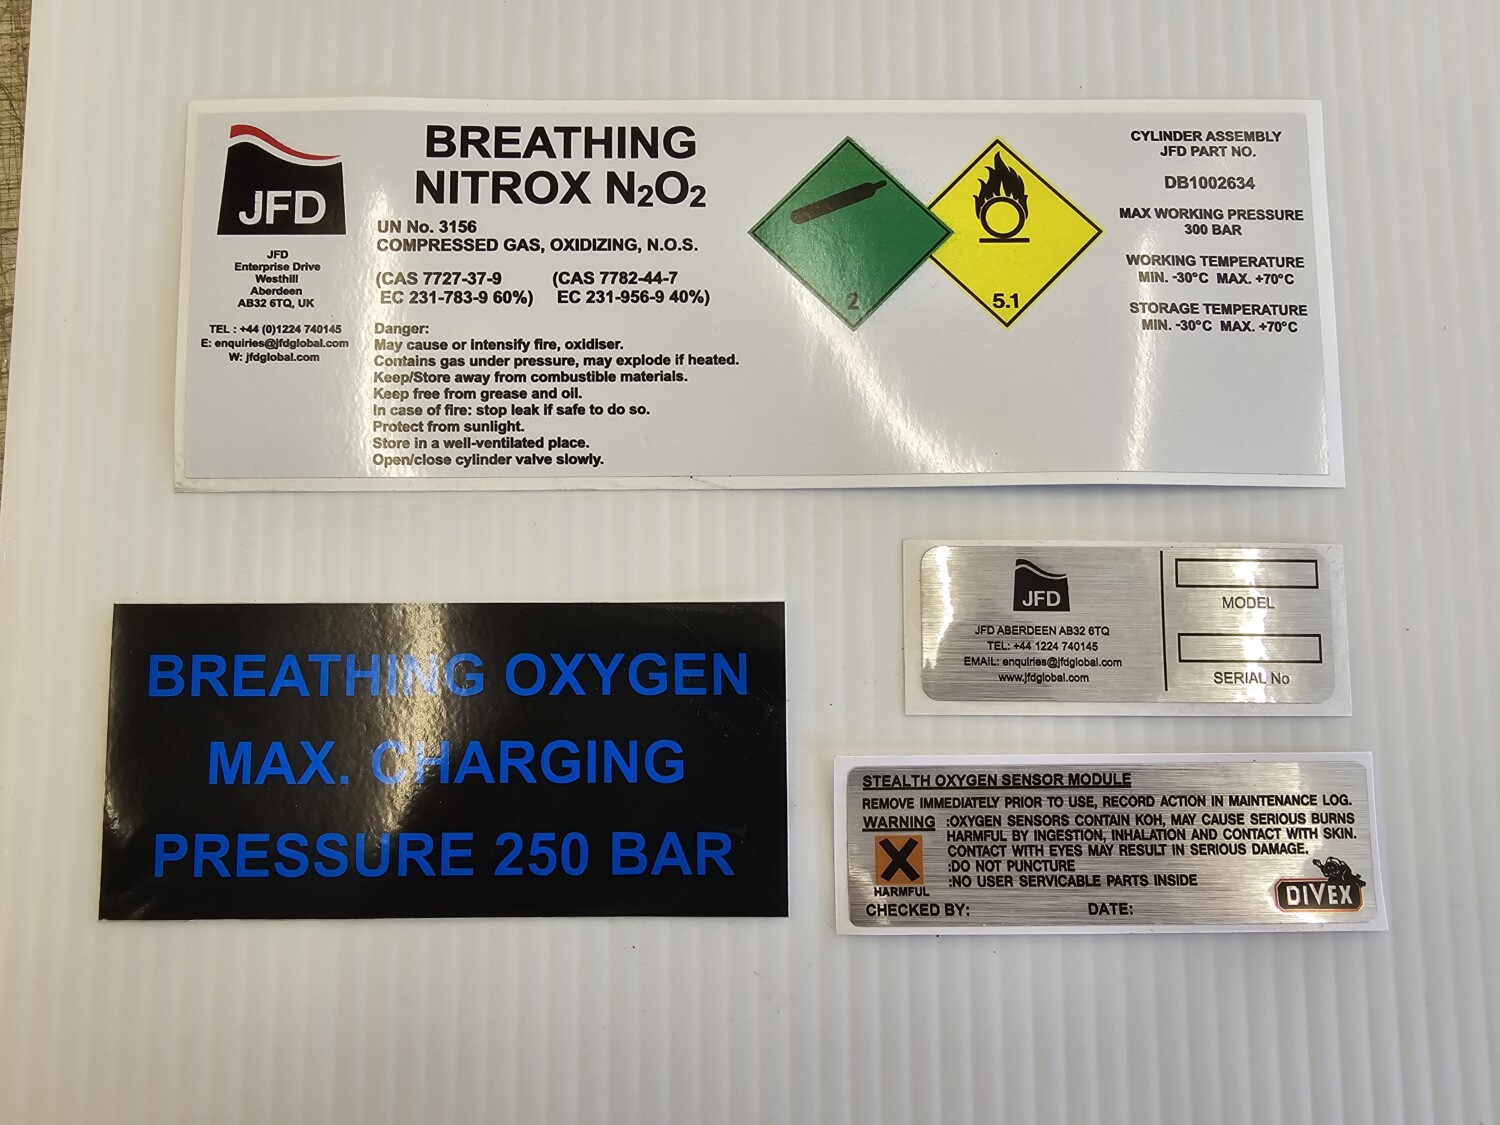 JFD
JFD
Enterprise Drive
Westhill
Aberdeen
AB32 6TQ, UK
TEL : +44 (0)1224 740145
E: enquiries@jfdglobal.com
W: jfdglobal.com
BREATHING
NITROX N2O2
UN No. 3156
COMPRESSED GAS, OXIDIZING, N.O.S.
(CAS 7727-37-9 (CAS 7782-44-7
EC 231-783-9 60%) EC 231-956-9 40%)
Danger:
May cause or intensify fire, oxidiser.
Contains gas under pressure, may explode if heated.
Keep/Store away from combustible materials.
Keep free from grease and oil.
In case of fire: stop leak if safe to do so.
Protect from sunlight.
Store in a well-ventilated place.
Open/close cylinder valve slowly.
2
5.1
CYLINDER ASSEMBLY
JFD PART NO.
DB1002634
MAX WORKING PRESSURE
300 BAR
WORKING TEMPERATURE
MIN. -30°C MAX. +70°C
STORAGE TEMPERATURE
MIN. -30°C MAX. +70°C
BREATHING OXYGEN
MAX. CHARGING
PRESSURE 250 BAR
JFD
JFD ABERDEEN AB32 6TQ
TEL: +44 1224 740145
EMAIL: enquiries@jfdglobal.com
www.jfdglobal.com
MODEL
SERIAL No
STEALTH OXYGEN SENSOR MODULE
REMOVE IMMEDIATELY PRIOR TO USE, RECORD ACTION IN MAINTENANCE LOG.
WARNING :OXYGEN SENSORS CONTAIN KOH, MAY CAUSE SERIOUS BURNS
HARMFUL BY INGESTION, INHALATION AND CONTACT WITH SKIN.
CONTACT WITH EYES MAY RESULT IN SERIOUS DAMAGE.
:DO NOT PUNCTURE
:NO USER SERVICABLE PARTS INSIDE
HARMFUL
DIVEX
CHECKED BY: DATE: